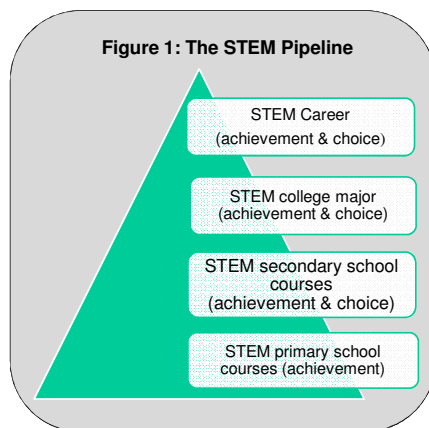 Figure 1: The STEM Pipeline
STEM Career
(achievement & choice)
STEM college major
(achievement & choice)
STEM secondary school
courses
(achievement & choice)
STEM primary school
courses (achievement)